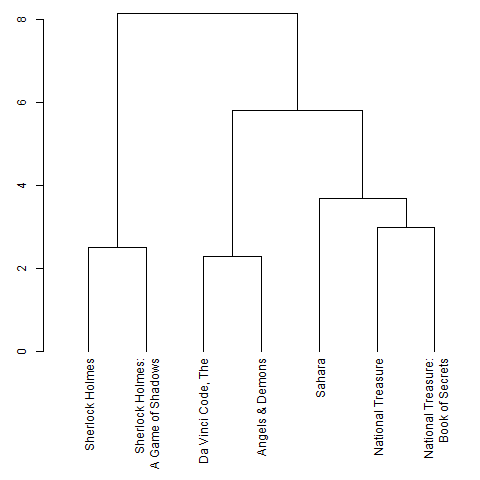 8
6
4
2
0
Sherlock Holmes
Sherlock Holmes:
A Game of Shadows
Da Vinci Code, The
Angels & Demons
Sahara
National Treasure
National Treasure:
Book of Secrets